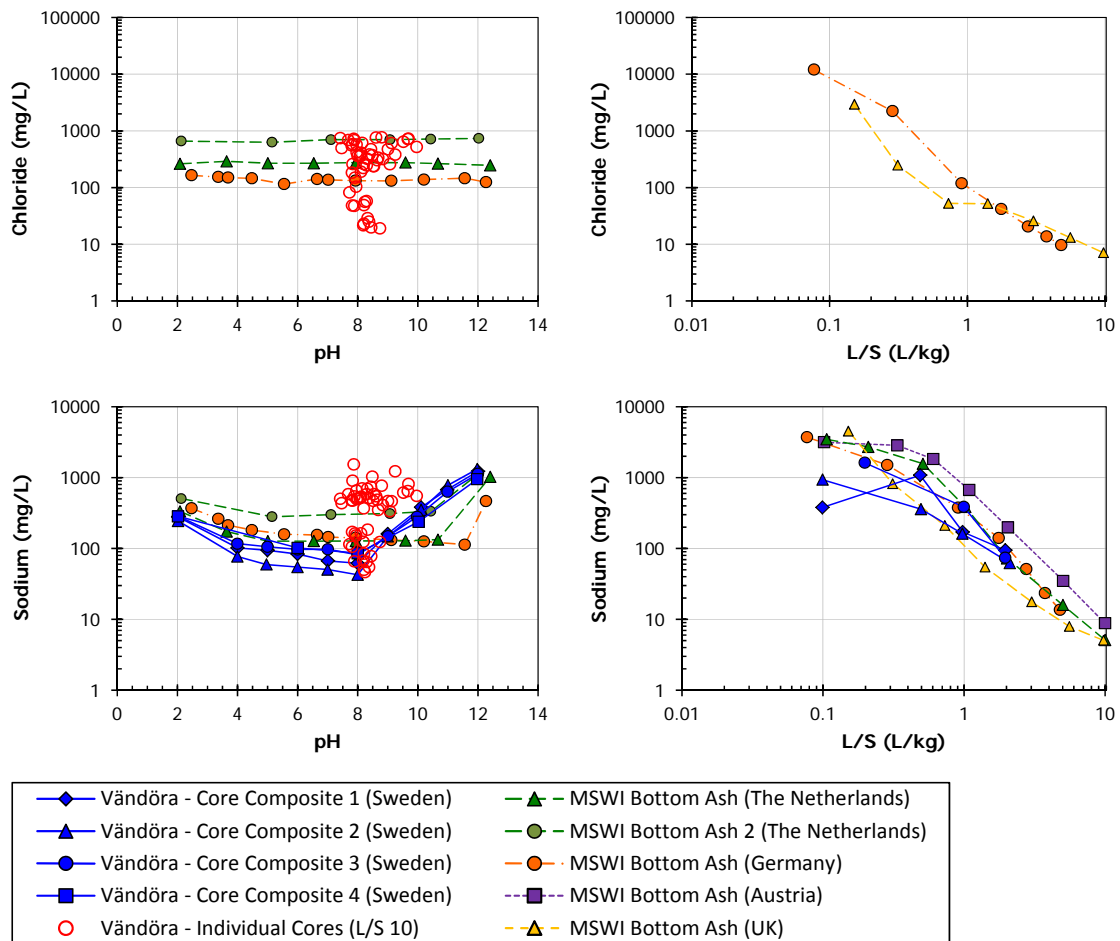 100000
10000
1000
100
10
1
Chloride (mg/L)
0 2 4 6 8 10 12 14
pH
100000
10000
1000
100
10
1
Chloride (mg/L)
0.01 0.1 1 10
L/S (L/kg)
10000
1000
100
10
1
Sodium (mg/L)
0 2 4 6 8 10 12 14
pH
10000
1000
100
10
1
Sodium (mg/L)
0.01 0.1 1 10
L/S (L/kg)
Vändöra - Core Composite 1 (Sweden)
Vändöra - Core Composite 2 (Sweden)
Vändöra - Core Composite 3 (Sweden)
Vändöra - Core Composite 4 (Sweden)
Vändöra - Individual Cores (L/S 10)
MSWI Bottom Ash (The Netherlands)
MSWI Bottom Ash 2 (The Netherlands)
MSWI Bottom Ash (Germany)
MSWI Bottom Ash (Austria)
MSWI Bottom Ash (UK)